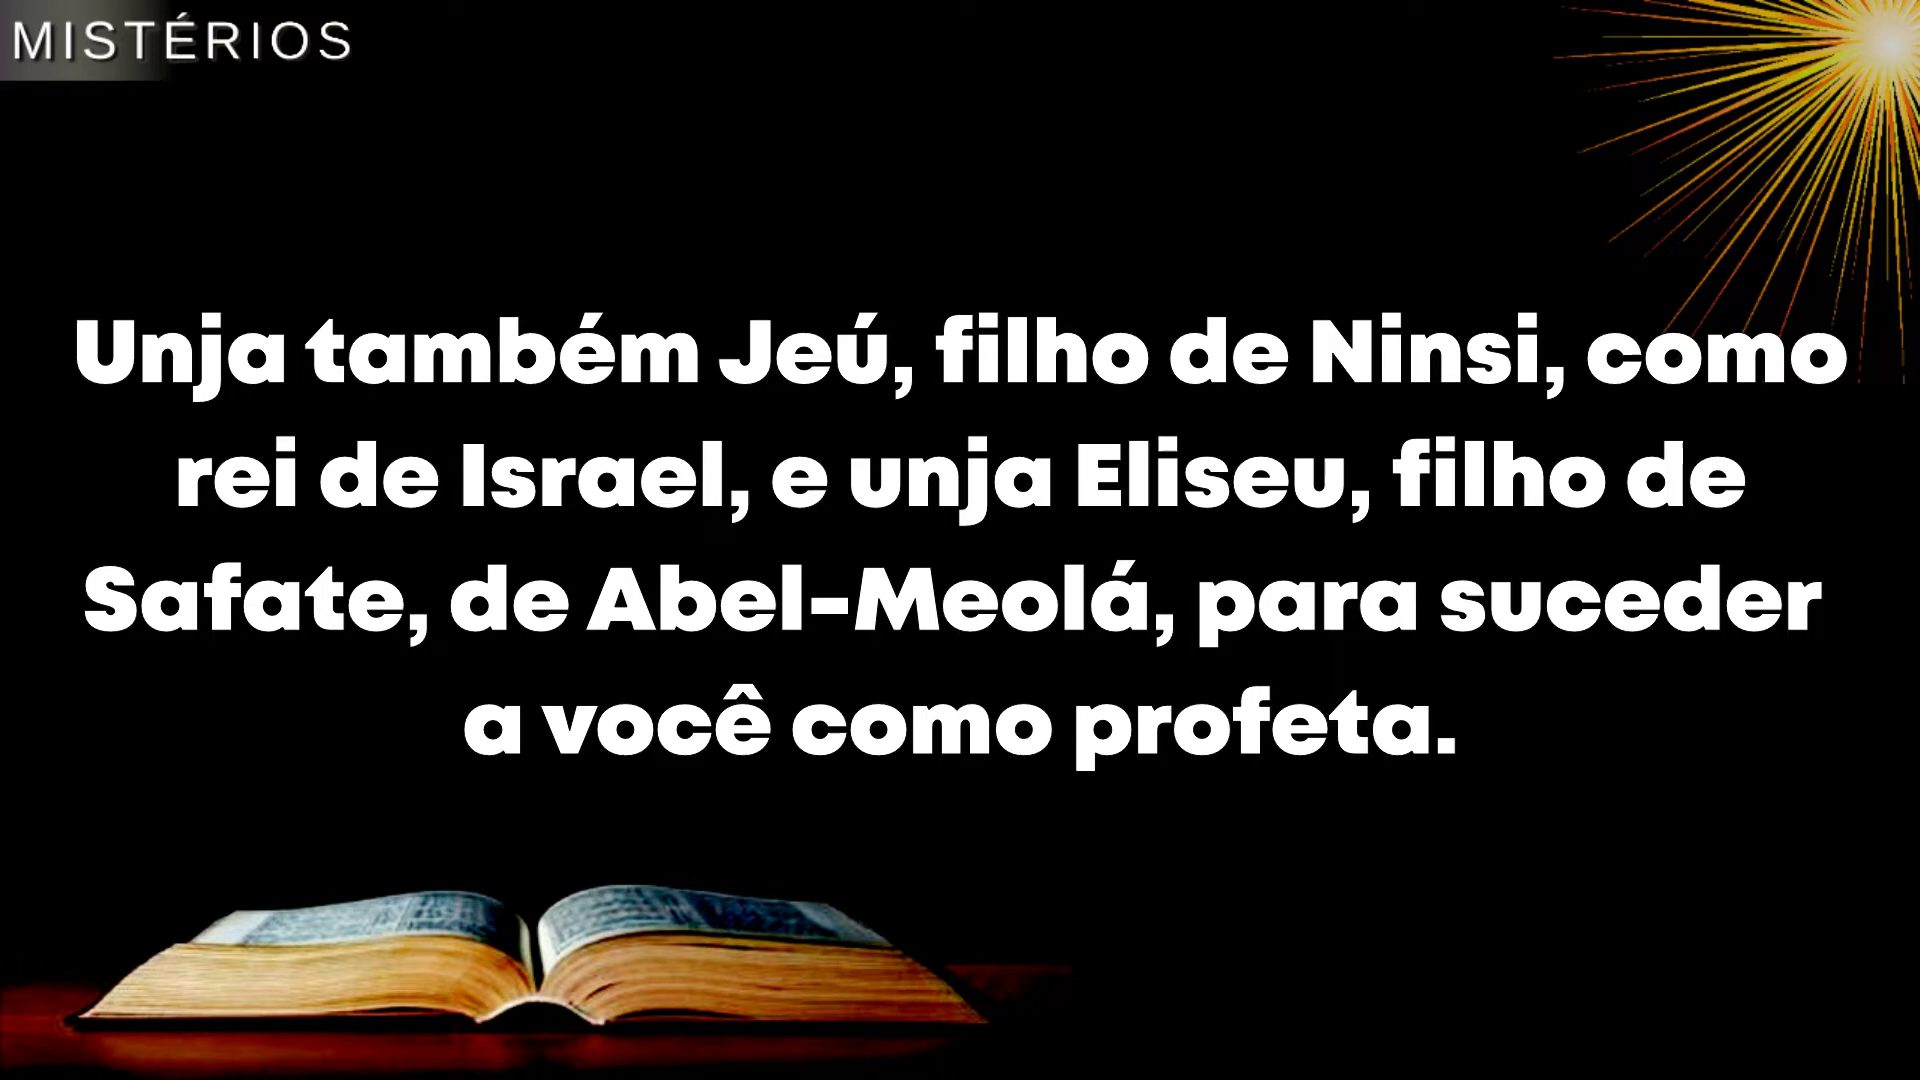 MISTÉRIOS
Unja também Jeú, filho de Ninsi, como
rei de Israel, e unja Eliseu, filho de
Safate, de Abel-Meolá, para suceder
a você como profeta.